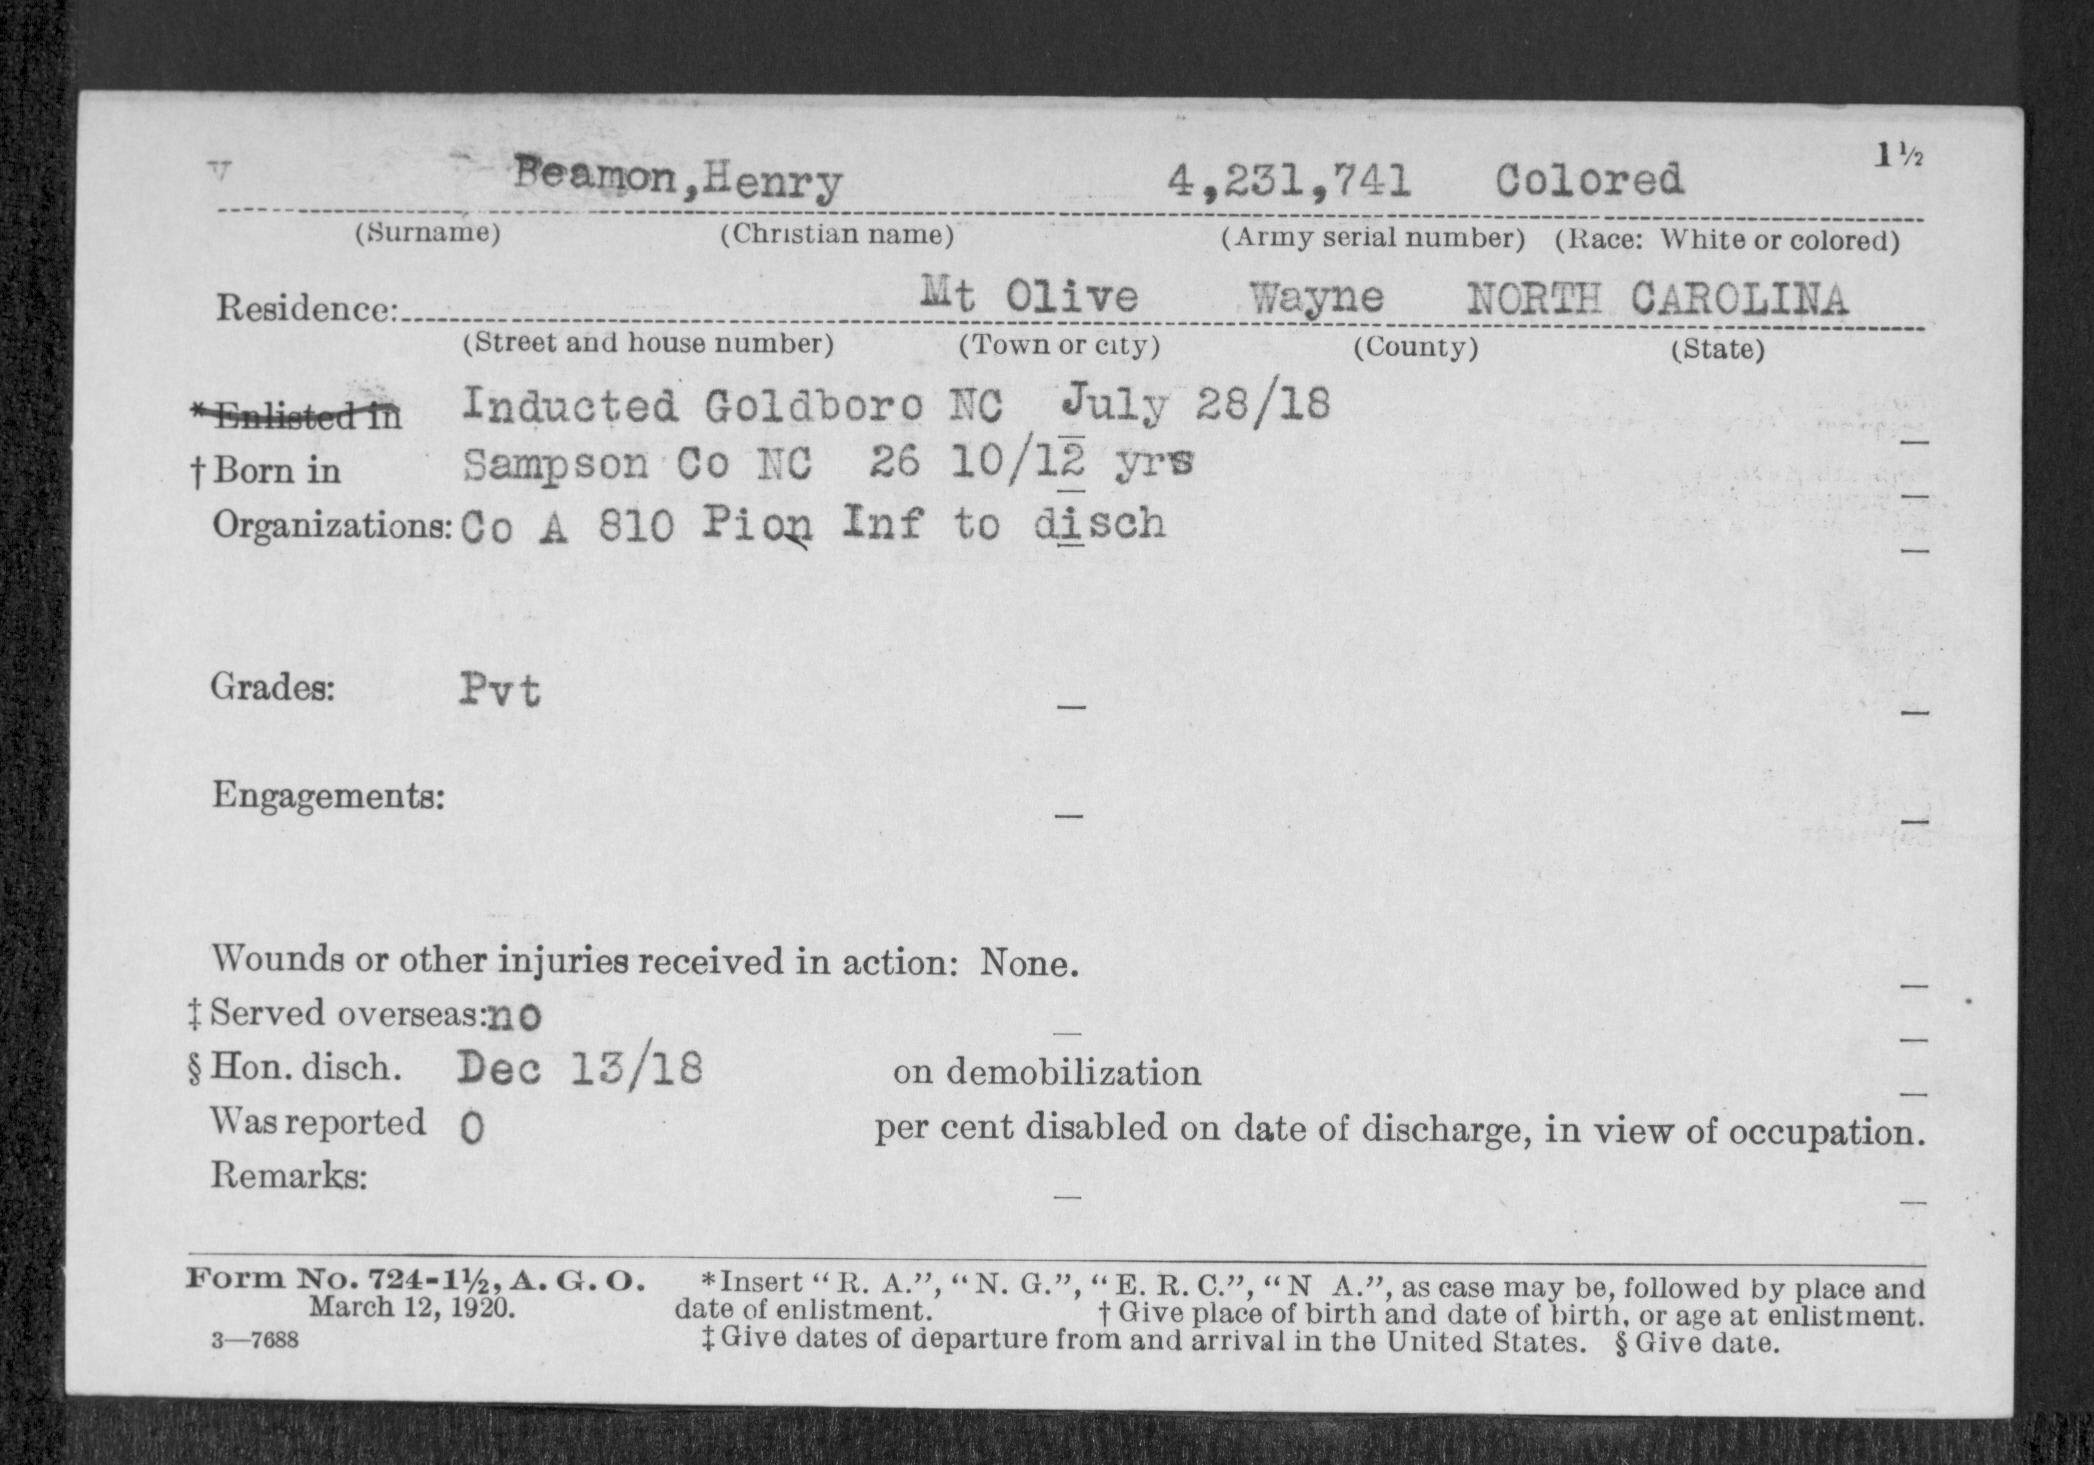 V Beamon,Henry 4,231,741 Colored 1½
(Surname) (Christian name) (Army serial number) (Race: White or colored)
Residence: Mt Olive Wayne NORTH CAROLINA
(Street and house number) (Town or city) (County) (State)
*Enlisted in Inducted Goldboro NC July 28/18
†Born in Sampson Co NC 26 10/12 yrs
Organizations: Co A 810 Pion Inf to disch
Grades: Pvt
Engagements:
Wounds or other injuries received in action: None.
‡Served overseas: no
§Hon. disch. Dec 13/18 on demobilization
Was reported 0 per cent disabled on date of discharge, in view of occupation.
Remarks:
Form No. 724-1½, A. G. O. *Insert "R. A.", "N. G.", "E. R. C.", "N A.", as case may be, followed by place and
March 12, 1920. date of enlistment. †Give place of birth and date of birth, or age at enlistment.
3—7688 ‡Give dates of departure from and arrival in the United States. §Give date.